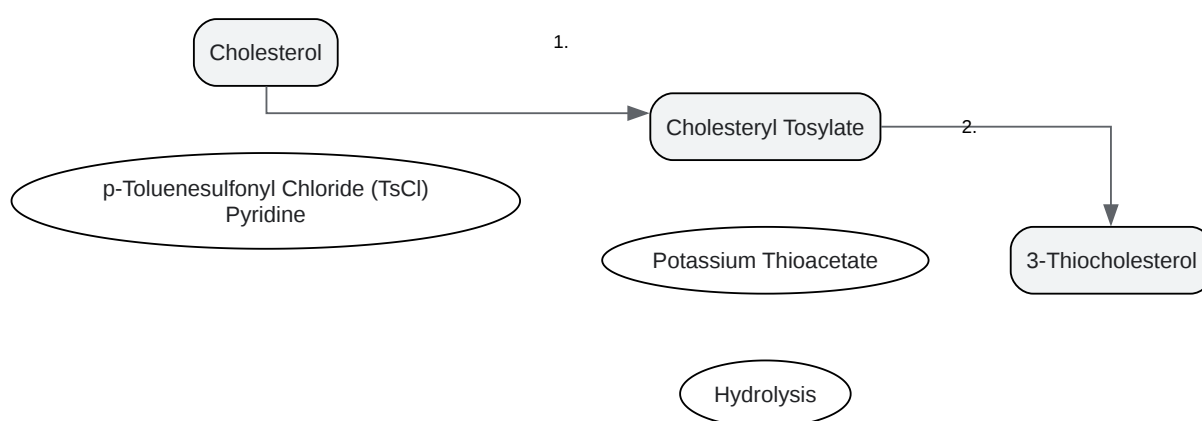 Cholesterol
1.
Cholesteryl Tosylate
2.
p-Toluenesulfonyl Chloride (TsCl)
Pyridine
Potassium Thioacetate
3-Thiocholesterol
Hydrolysis